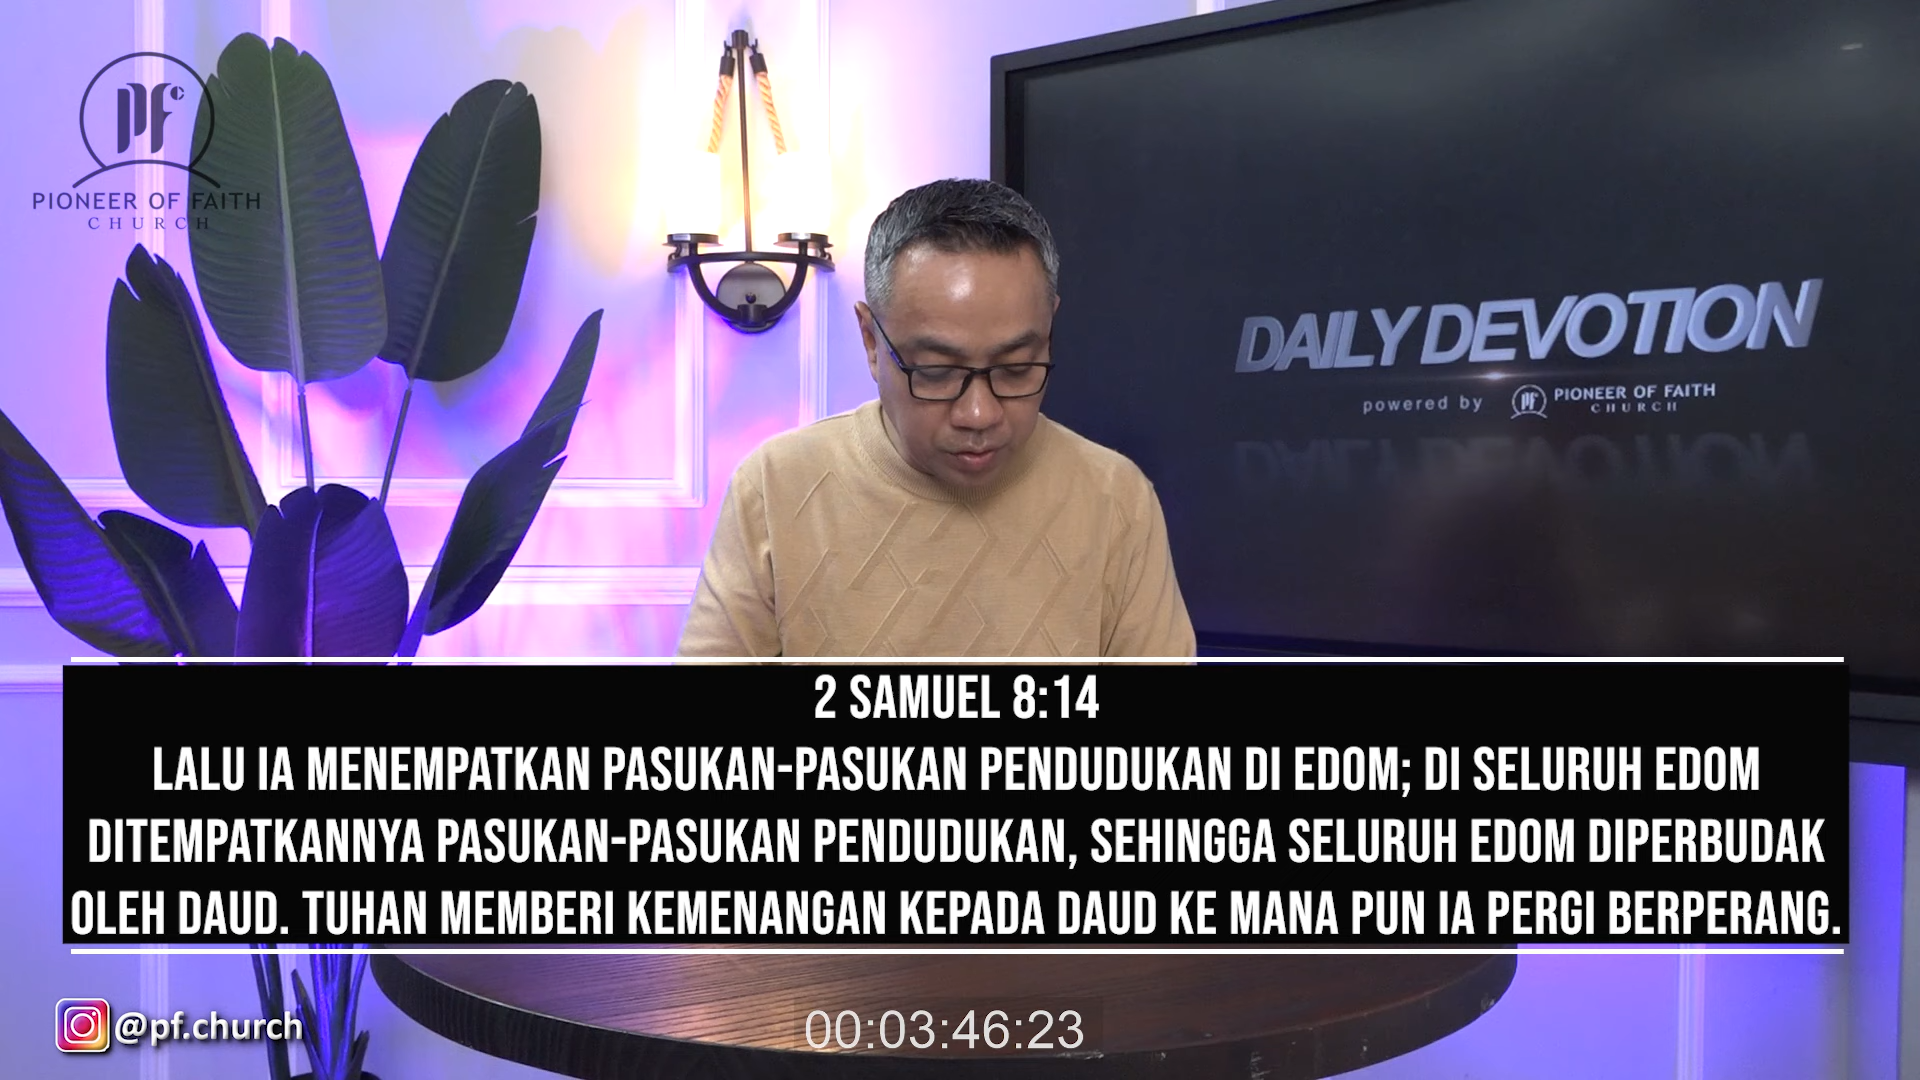 PF C
PIONEER OF FAITH
CHURCH
DAILY DEVOTION
powered by PF PIONEER OF FAITH
CHURCH
2 SAMUEL 8:14
LALU IA MENEMPATKAN PASUKAN-PASUKAN PENDUDUKAN DI EDOM; DI SELURUH EDOM
DITEMPATKANNYA PASUKAN-PASUKAN PENDUDUKAN, SEHINGGA SELURUH EDOM DIPERBUDAK
OLEH DAUD. TUHAN MEMBERI KEMENANGAN KEPADA DAUD KE MANA PUN IA PERGI BERPERANG.
@pf.church
00:03:46:23